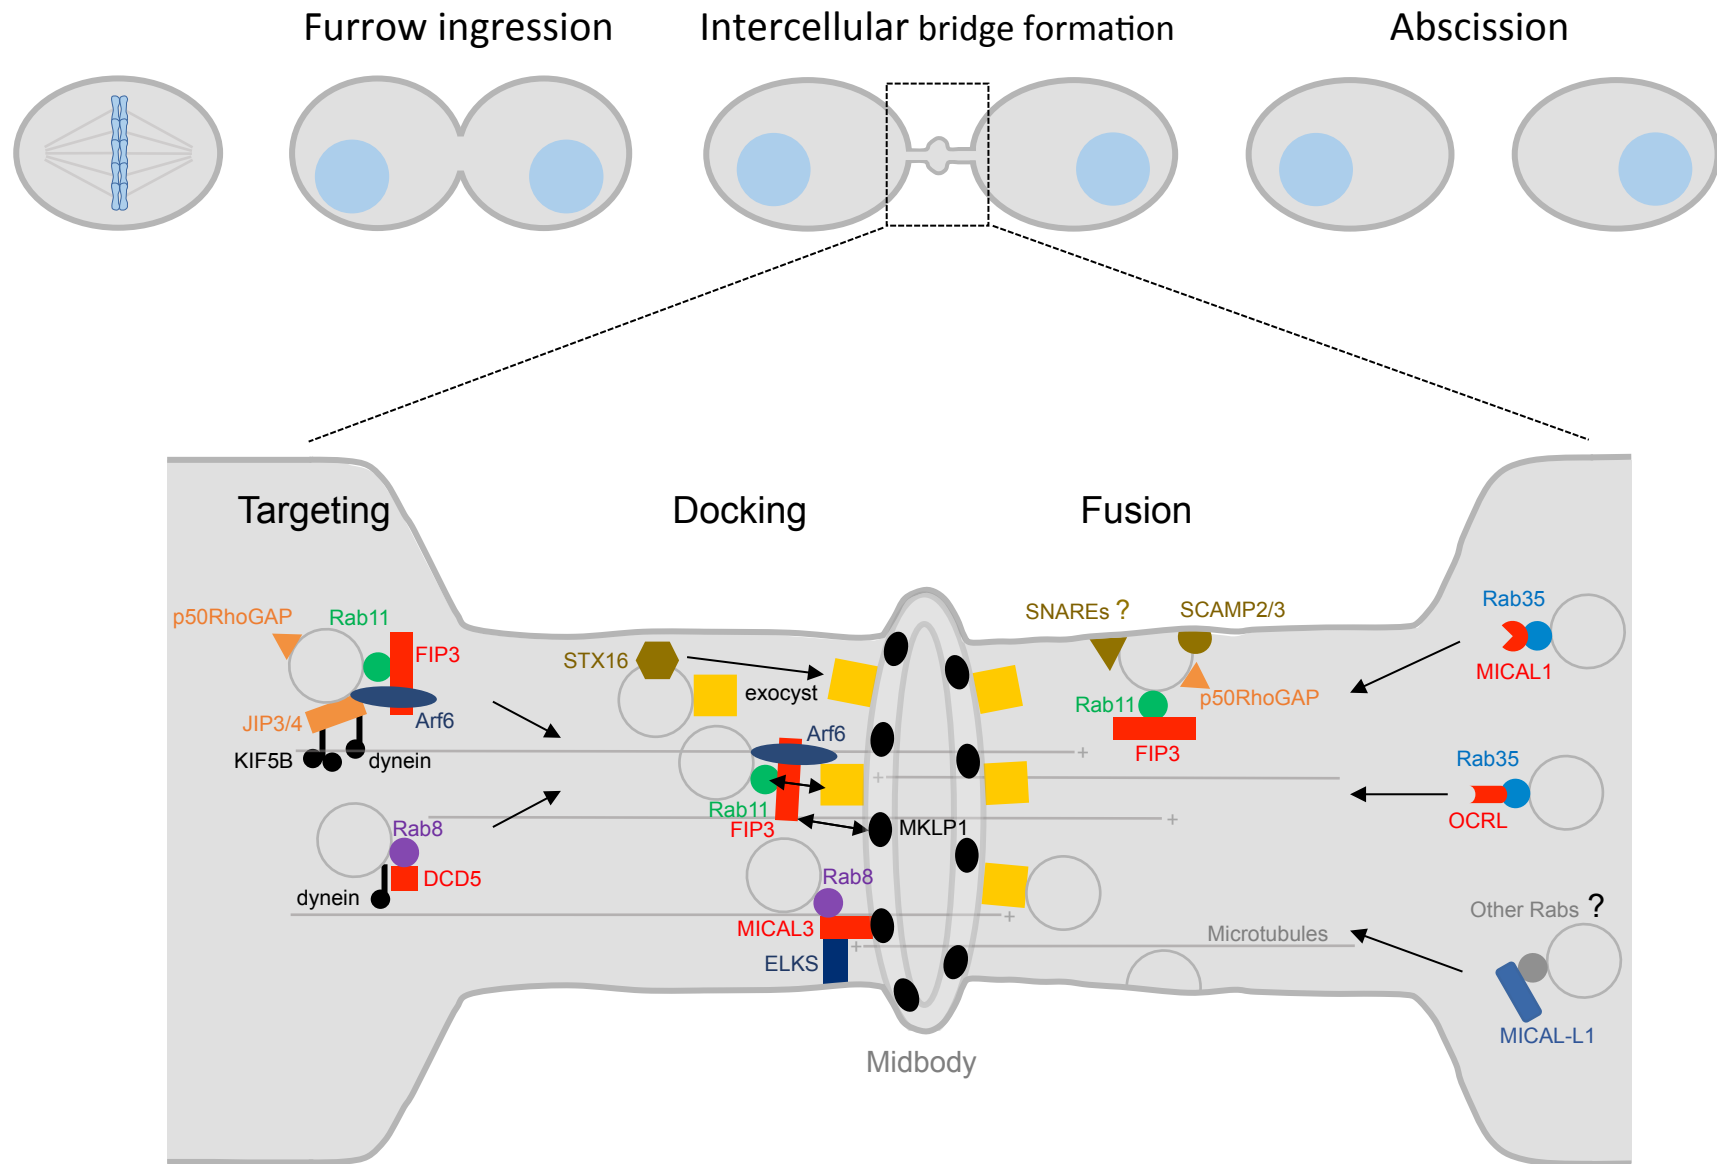 Furrow ingression
Intercellular bridge formation
Abscission
Targeting
Docking
Fusion
p50RhoGAP
Rab11
FIP3
JIP3/4
Arf6
KIF5B
dynein
Rab8
DCD5
dynein
STX16
exocyst
Arf6
Rab11
FIP3
MKLP1
Rab8
MICAL3
ELKS
+
+
+
+
+
Midbody
SNAREs ?
SCAMP2/3
p50RhoGAP
Rab11
FIP3
Microtubules
Rab35
MICAL1
Rab35
OCRL
Other Rabs ?
MICAL-L1